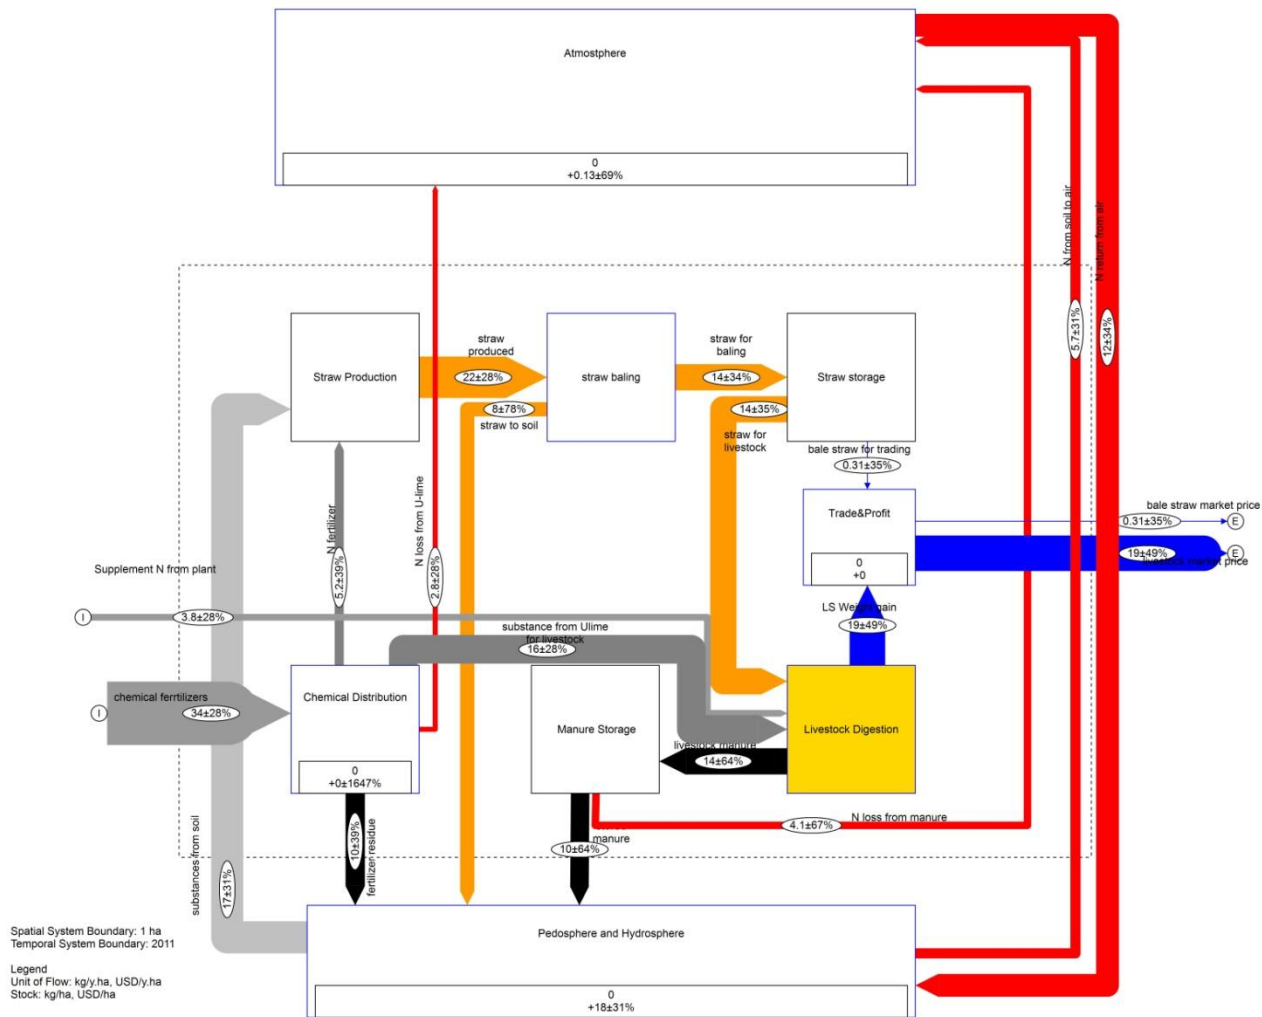 Atmostphere
0
+0.13±69%
N from soil to air
5.7±31%
N return from air
12±34%
Straw Production
straw
produced
22±28%
straw baling
straw for
baling
14±34%
Straw storage
8±78%
straw to soil
14±35%
straw for
livestock
bale straw for trading
0.31±35%
N fertilizer
5.2±39%
N loss from U-lime
2.8±28%
Trade&Profit
0
+0
bale straw market price
0.31±35%
E
19±49%
E
livestock market price
Supplement N from plant
I
3.8±28%
substance from Ulime
for livestock
16±28%
LS Weight gain
19±49%
chemical ferrtilizers
I
34±28%
Chemical Distribution
0
+0±1647%
Manure Storage
livestock manure
14±64%
Livestock Digestion
N loss from manure
4.1±67%
manure
10±64%
10±39%
fertilizer residue
substances from soil
17±31%
Pedosphere and Hydrosphere
0
+18±31%
Spatial System Boundary: 1 ha
Temporal System Boundary: 2011
Legend
Unit of Flow: kg/y.ha, USD/y.ha
Stock: kg/ha, USD/ha